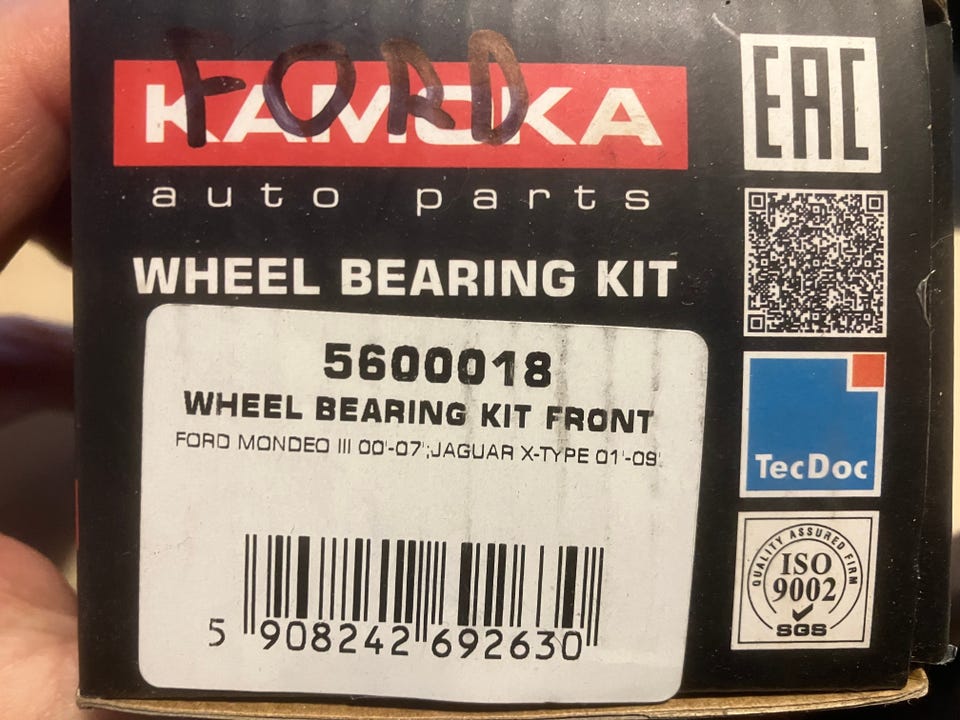 FORD
KAMOKA
auto parts
WHEEL BEARING KIT
5600018
WHEEL BEARING KIT FRONT
FORD MONDEO III 00'-07';JAGUAR X-TYPE 01'-09'
5 908242 692630
EAC
TecDoc
QUALITY ASSURED FIRM
ISO
9002
SGS